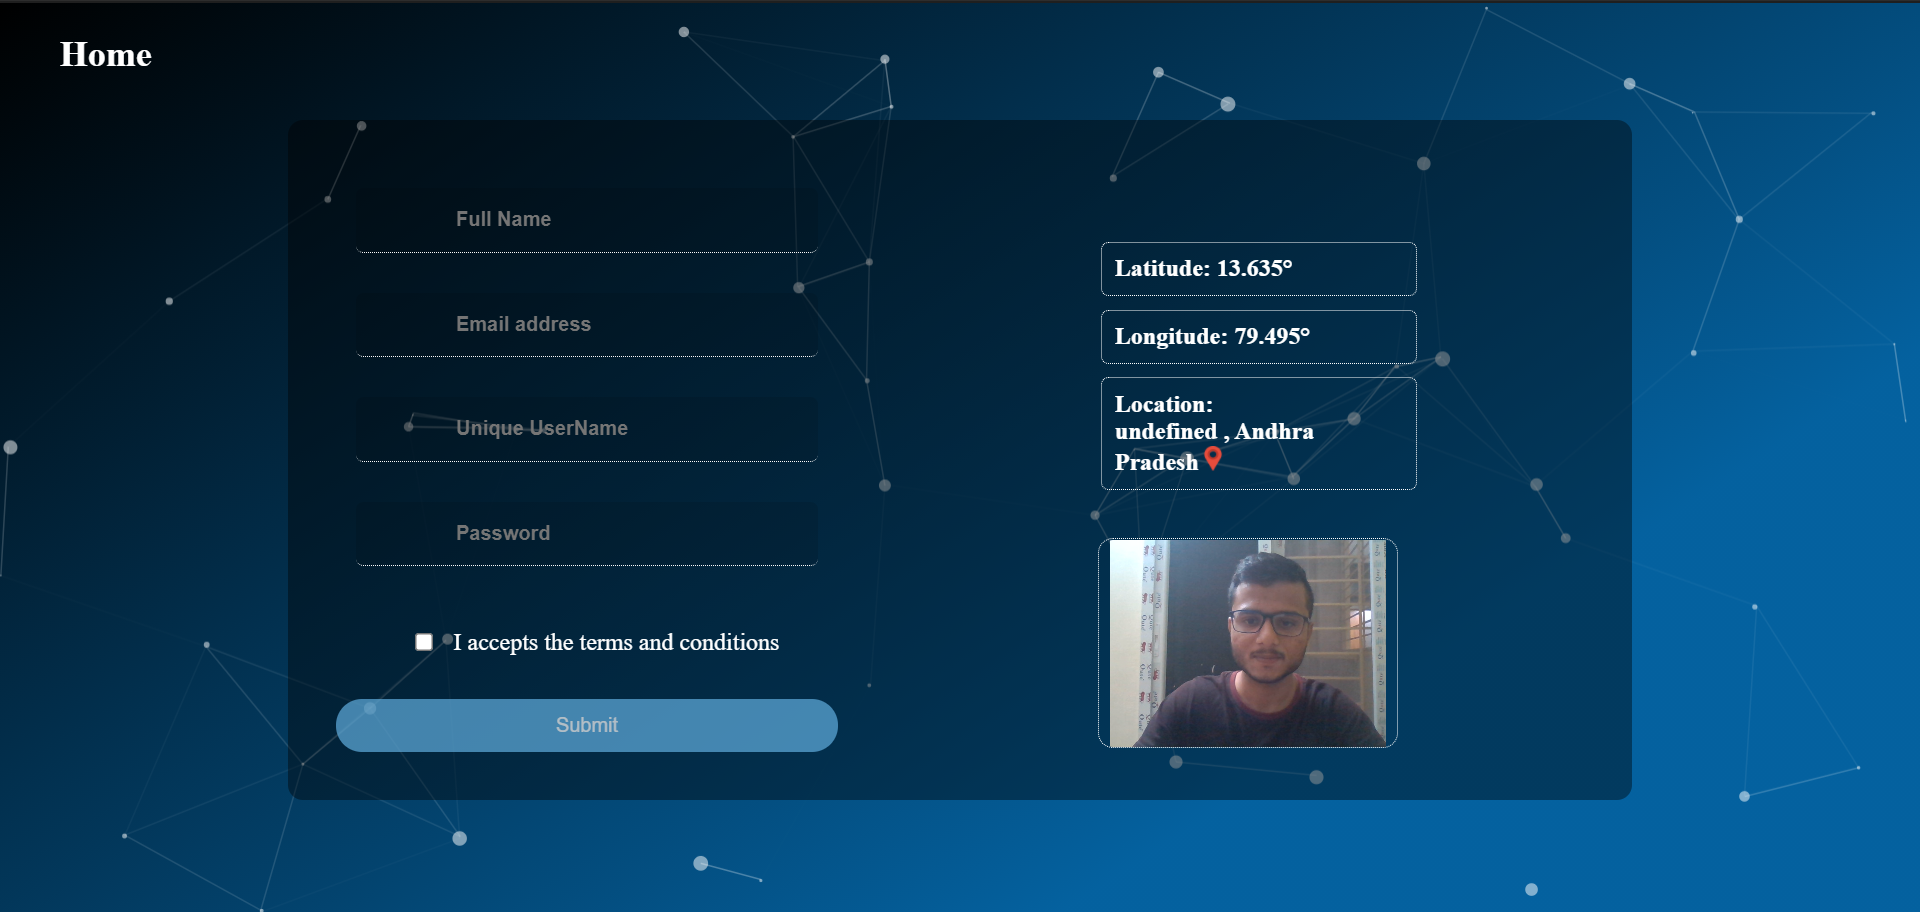 Home
Full Name
Email address
Unique UserName
Password
I accepts the terms and conditions
Submit
Latitude: 13.635°
Longitude: 79.495°
Location:
undefined , Andhra
Pradesh